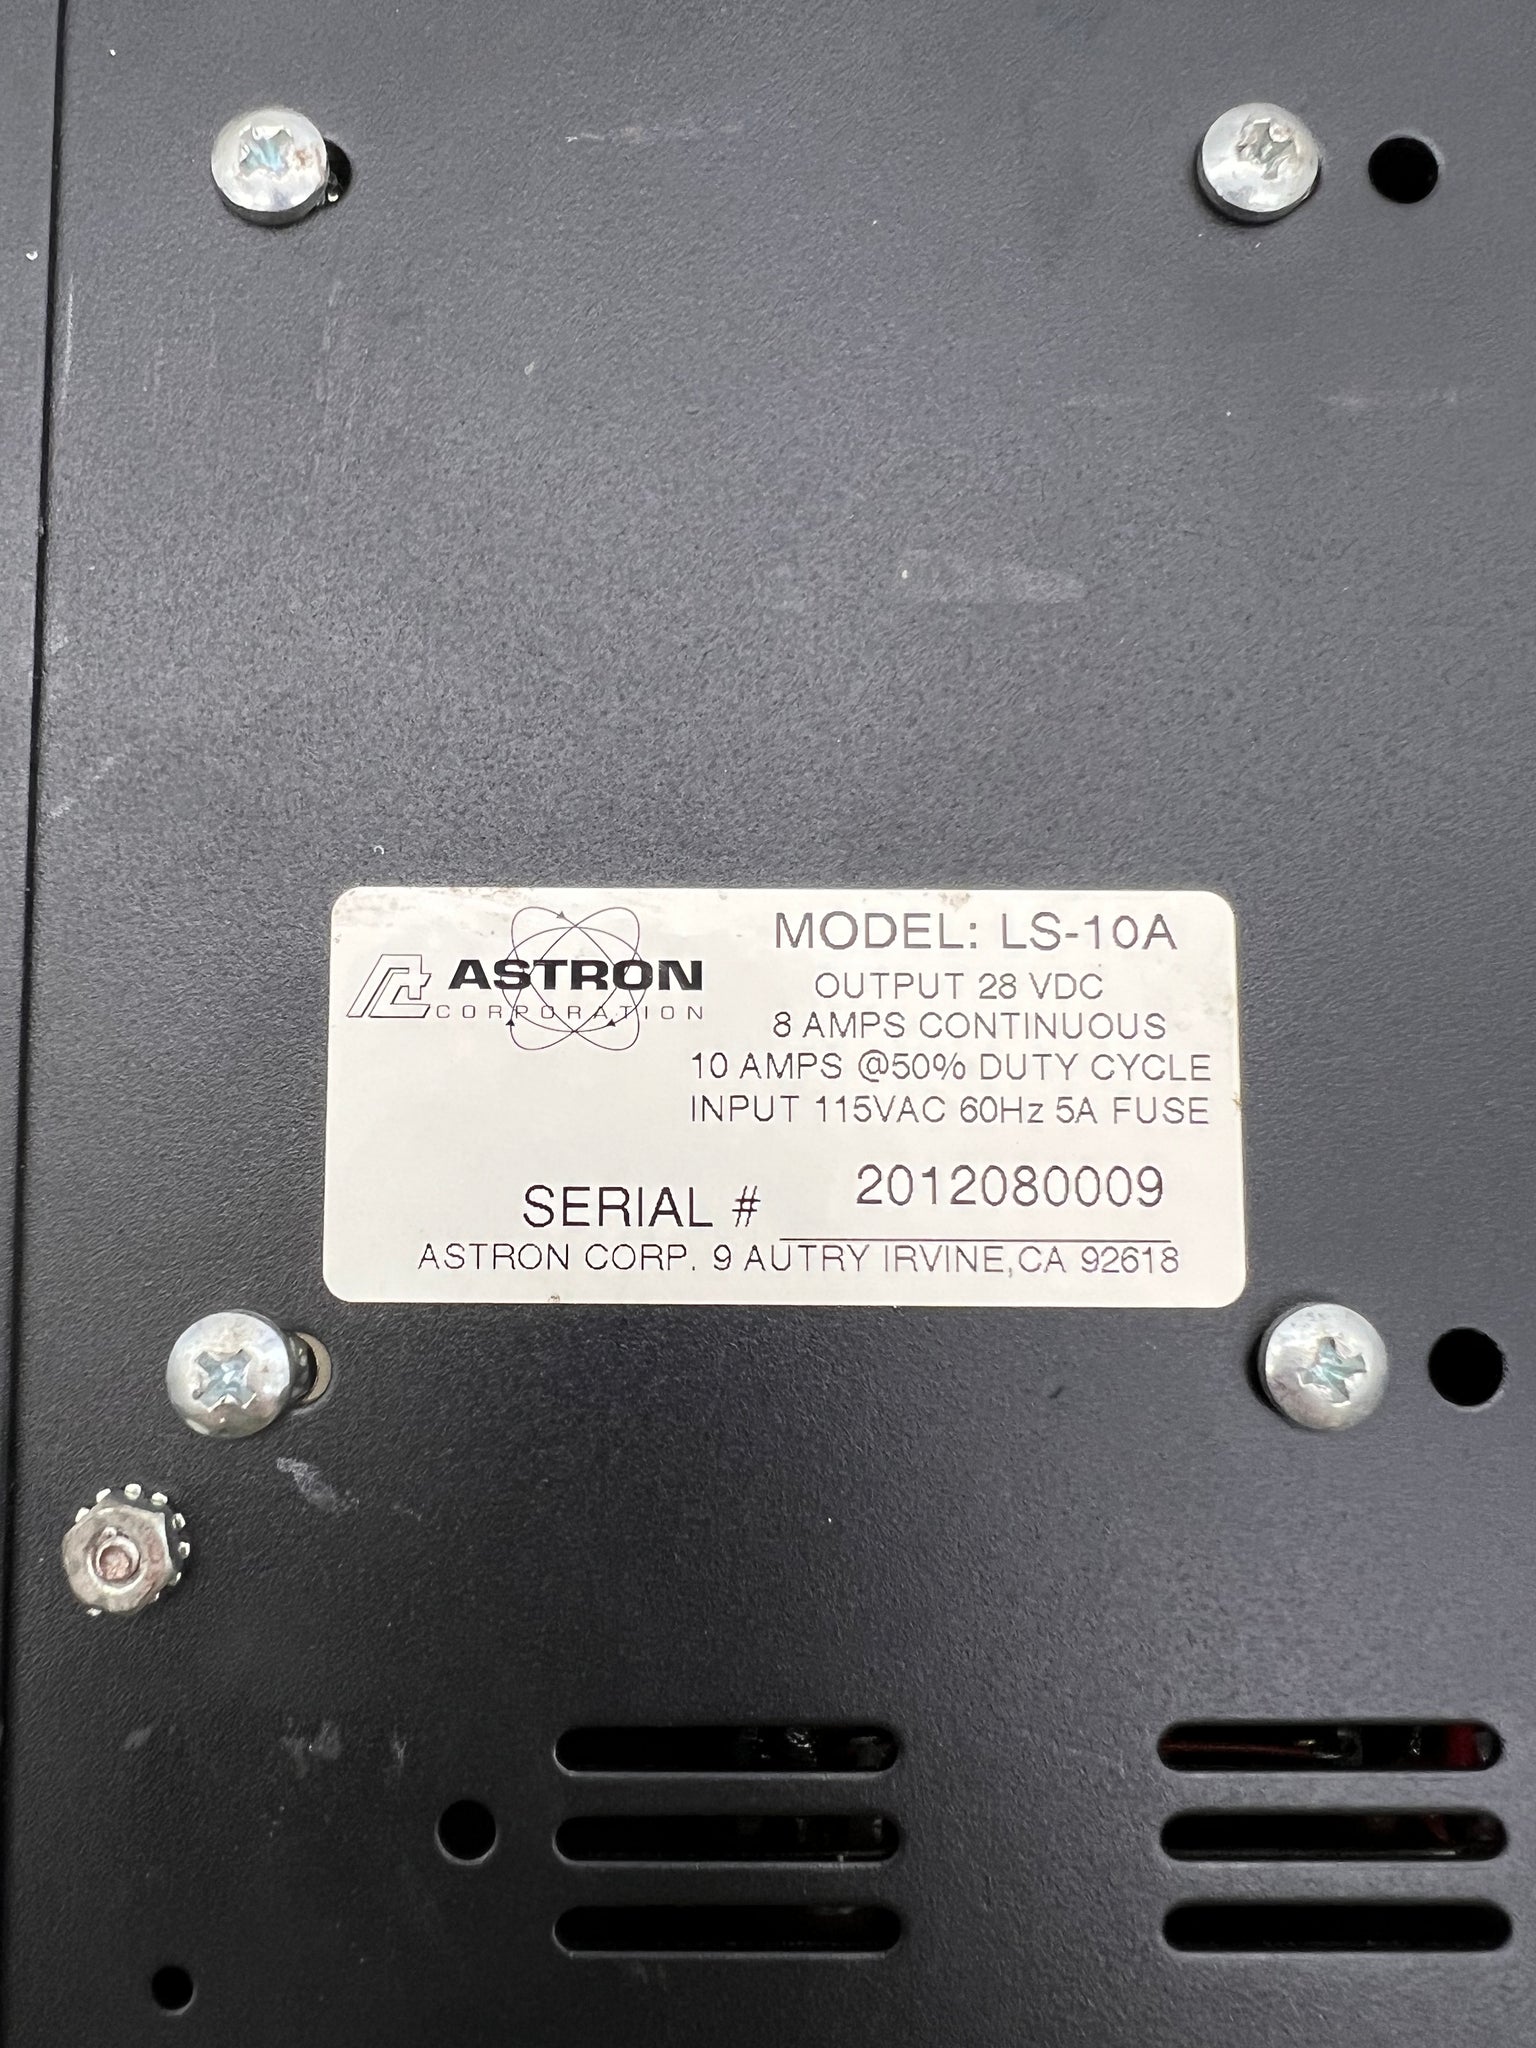 ASTRON
CORPORATION
MODEL: LS-10A
OUTPUT 28 VDC
8 AMPS CONTINUOUS
10 AMPS @50% DUTY CYCLE
INPUT 115VAC 60Hz 5A FUSE
SERIAL # 2012080009
ASTRON CORP. 9 AUTRY IRVINE,CA 92618